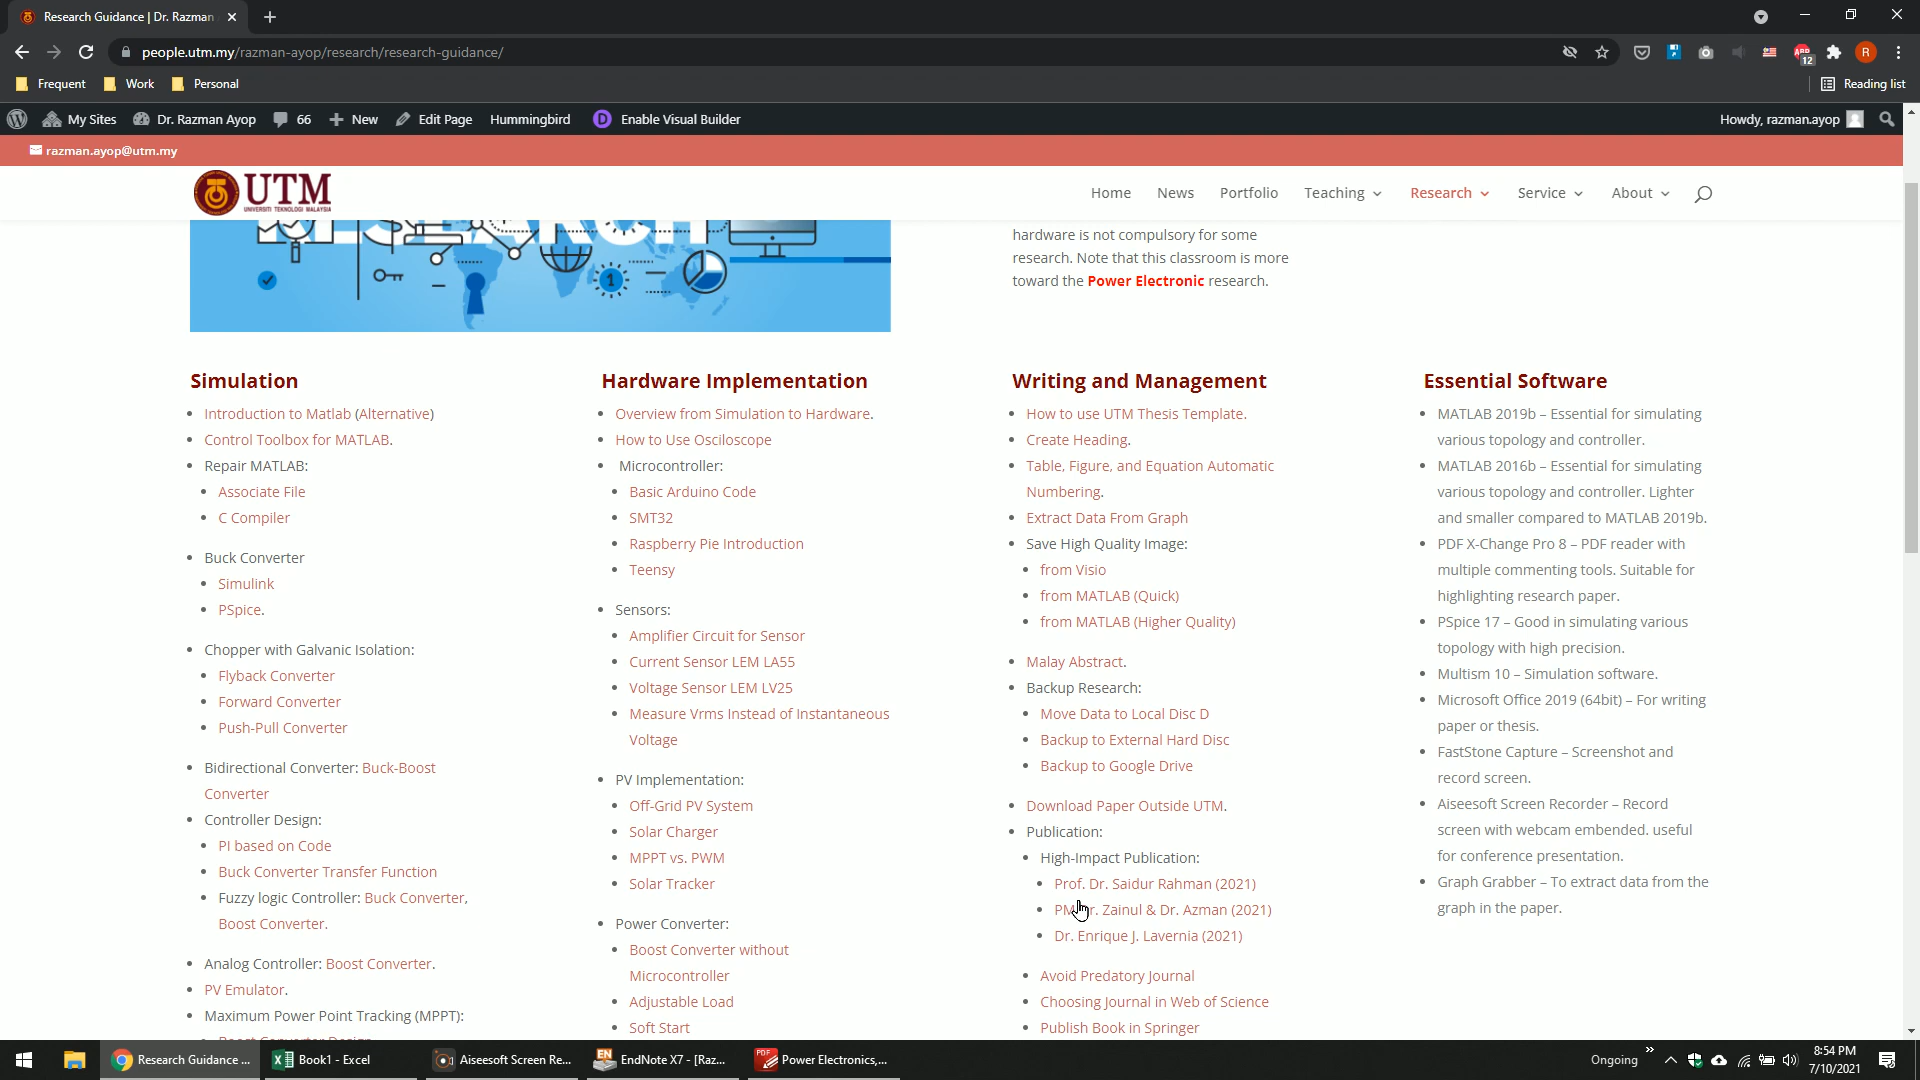 Research Guidance | Dr. Razman
people.utm.my/razman-ayop/research/research-guidance/
12
R
Frequent
Work
Personal
Reading list
My Sites
Dr. Razman Ayop
66
New
Edit Page
Hummingbird
D
Enable Visual Builder
Howdy, razman.ayop
razman.ayop@utm.my
UTM
UNIVERSITI TEKNOLOGI MALAYSIA
Home
News
Portfolio
Teaching
Research
Service
About
hardware is not compulsory for some
research. Note that this classroom is more
toward the Power Electronic research.
Simulation
Introduction to Matlab (Alternative)
Control Toolbox for MATLAB.
Repair MATLAB:
Associate File
C Compiler
Buck Converter
Simulink
PSpice.
Chopper with Galvanic Isolation:
Flyback Converter
Forward Converter
Push-Pull Converter
Bidirectional Converter: Buck-Boost
Converter
Controller Design:
PI based on Code
Buck Converter Transfer Function
Fuzzy logic Controller: Buck Converter,
Boost Converter.
Analog Controller: Boost Converter.
PV Emulator.
Maximum Power Point Tracking (MPPT):
Hardware Implementation
Overview from Simulation to Hardware.
How to Use Osciloscope
Microcontroller:
Basic Arduino Code
SMT32
Raspberry Pie Introduction
Teensy
Sensors:
Amplifier Circuit for Sensor
Current Sensor LEM LA55
Voltage Sensor LEM LV25
Measure Vrms Instead of Instantaneous
Voltage
PV Implementation:
Off-Grid PV System
Solar Charger
MPPT vs. PWM
Solar Tracker
Power Converter:
Boost Converter without
Microcontroller
Adjustable Load
Soft Start
Writing and Management
How to use UTM Thesis Template.
Create Heading.
Table, Figure, and Equation Automatic
Numbering.
Extract Data From Graph
Save High Quality Image:
from Visio
from MATLAB (Quick)
from MATLAB (Higher Quality)
Malay Abstract.
Backup Research:
Move Data to Local Disc D
Backup to External Hard Disc
Backup to Google Drive
Download Paper Outside UTM.
Publication:
High-Impact Publication:
Prof. Dr. Saidur Rahman (2021)
PM Dr. Zainul & Dr. Azman (2021)
Dr. Enrique J. Lavernia (2021)
Avoid Predatory Journal
Choosing Journal in Web of Science
Publish Book in Springer
Essential Software
MATLAB 2019b – Essential for simulating
various topology and controller.
MATLAB 2016b – Essential for simulating
various topology and controller. Lighter
and smaller compared to MATLAB 2019b.
PDF X-Change Pro 8 – PDF reader with
multiple commenting tools. Suitable for
highlighting research paper.
PSpice 17 – Good in simulating various
topology with high precision.
Multism 10 – Simulation software.
Microsoft Office 2019 (64bit) – For writing
paper or thesis.
FastStone Capture – Screenshot and
record screen.
Aiseesoft Screen Recorder – Record
screen with webcam embended. useful
for conference presentation.
Graph Grabber – To extract data from the
graph in the paper.
Research Guidance ...
Book1 - Excel
Aiseesoft Screen Re...
EndNote X7 - [Raz...
Power Electronics,...
Ongoing
8:54 PM
7/10/2021